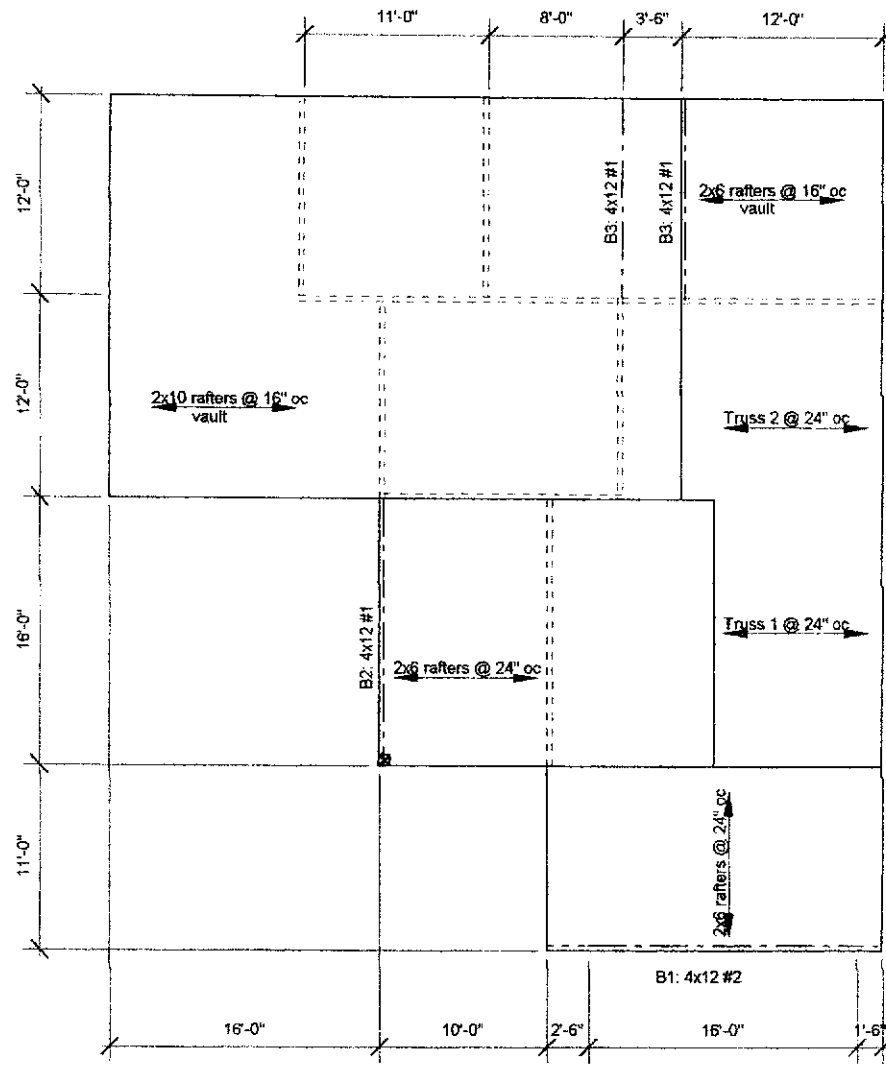 11'-0" 8'-0" 3'-6" 12'-0"
12'-0"
B3: 4x12 #1
B3: 4x12 #1
2x6 rafters @ 16" oc
vault
12'-0"
2x10 rafters @ 16" oc
vault
Truss 2 @ 24" oc
16'-0"
B2: 4x12 #1
2x6 rafters @ 24" oc
Truss 1 @ 24" oc
11'-0"
2x6 rafters @ 24" oc
B1: 4x12 #2
16'-0" 10'-0" 2'-6" 16'-0" 1'-6"